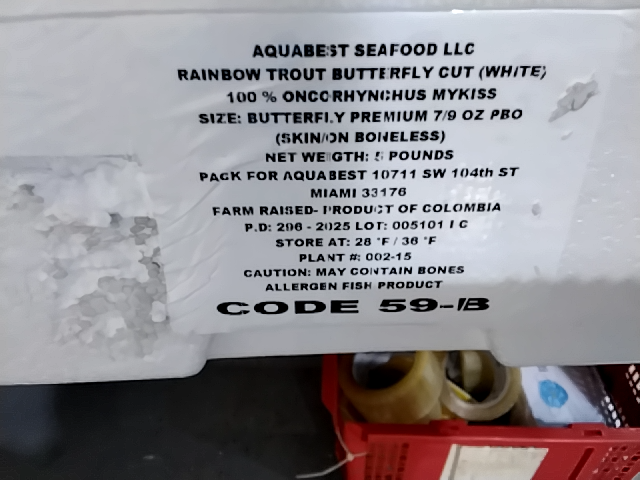 AQUABEST SEAFOOD LLC
RAINBOW TROUT BUTTERFLY CUT (WHITE)
100 % ONCORHYNCHUS MYKISS
SIZE: BUTTERFLY PREMIUM 7/9 OZ PBO
(SKIN/ON BONELESS)
NET WEIGTH: 5 POUNDS
PACK FOR AQUABEST 10711 SW 104th ST
MIAMI 33176
FARM RAISED- PRODUCT OF COLOMBIA
P.D: 296 - 2025 LOT: 005101 I C
STORE AT: 28 °F / 36 °F
PLANT #: 002-15
CAUTION: MAY CONTAIN BONES
ALLERGEN FISH PRODUCT
CODE 59-B